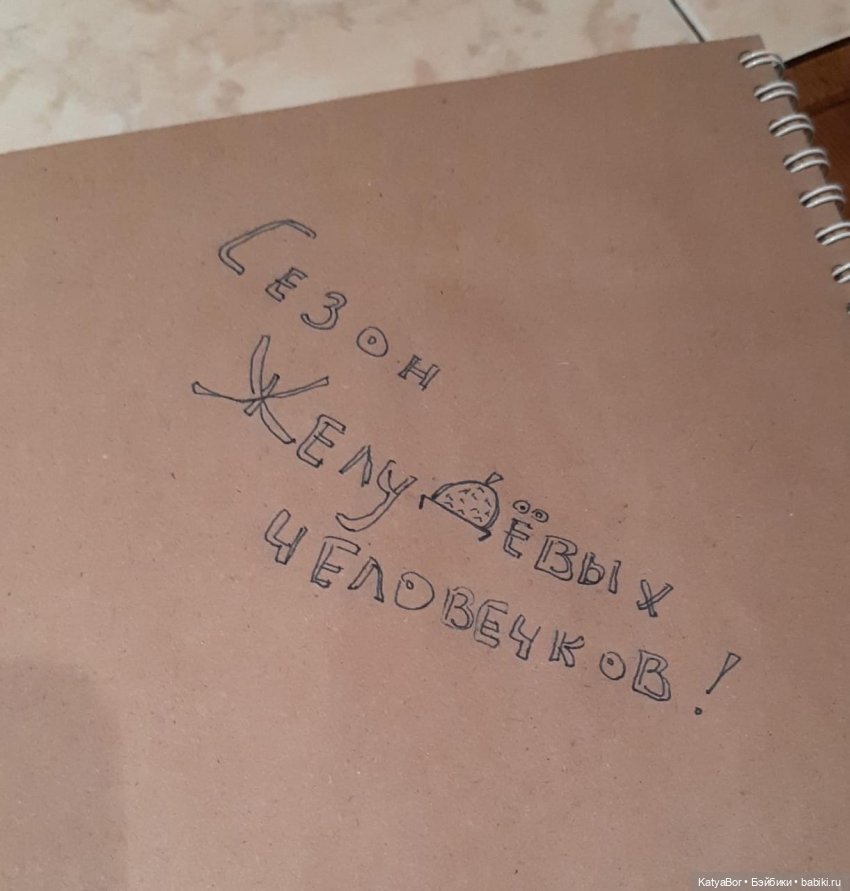 Сезон
Желудёвых
человечков!
KatyaBor • Бэйбики • babiki.ru